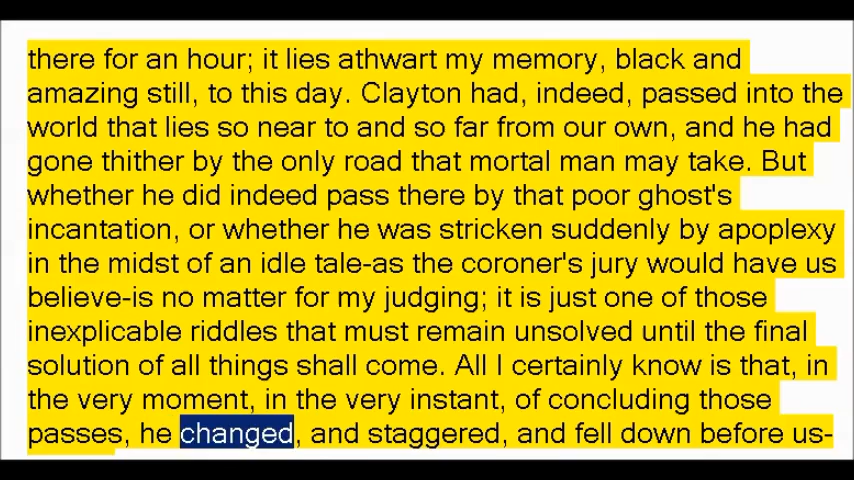 there for an hour; it lies athwart my memory, black and
amazing still, to this day. Clayton had, indeed, passed into the
world that lies so near to and so far from our own, and he had
gone thither by the only road that mortal man may take. But
whether he did indeed pass there by that poor ghost's
incantation, or whether he was stricken suddenly by apoplexy
in the midst of an idle tale-as the coroner's jury would have us
believe-is no matter for my judging; it is just one of those
inexplicable riddles that must remain unsolved until the final
solution of all things shall come. All I certainly know is that, in
the very moment, in the very instant, of concluding those
passes, he changed, and staggered, and fell down before us-